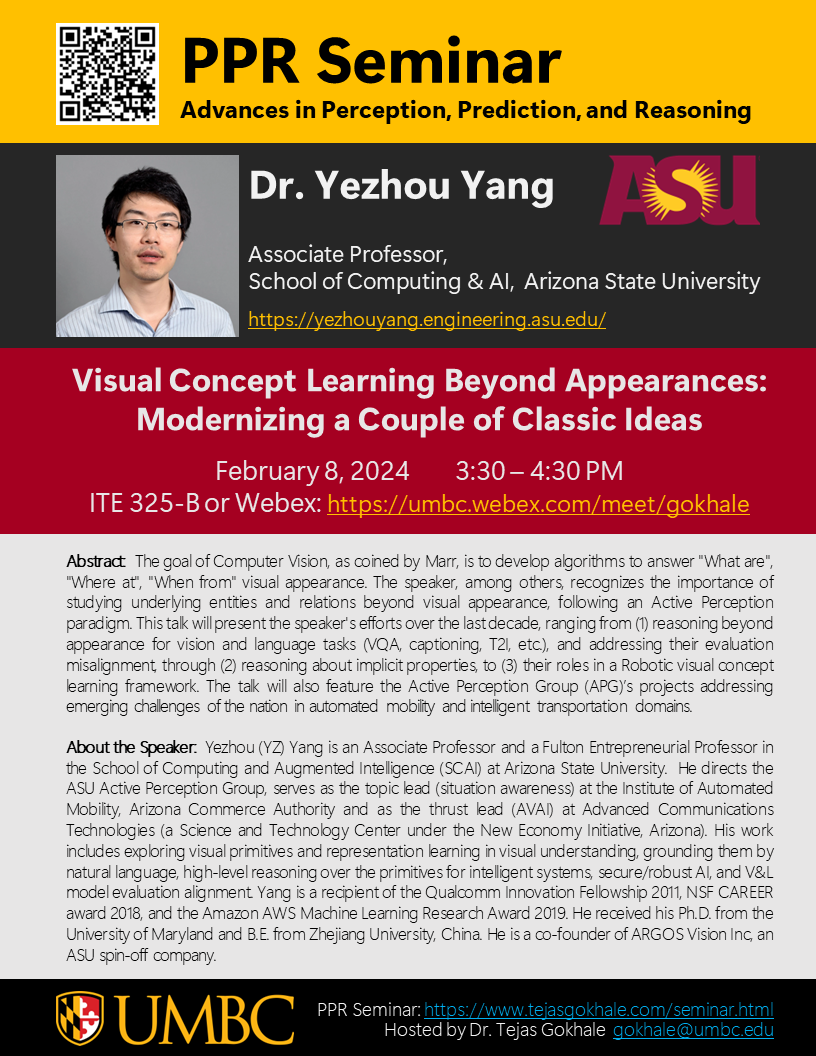 PPR Seminar
Advances in Perception, Prediction, and Reasoning
Dr. Yezhou Yang
ASU
Associate Professor,
School of Computing & AI, Arizona State University
https://yezhouyang.engineering.asu.edu/
Visual Concept Learning Beyond Appearances:
Modernizing a Couple of Classic Ideas
February 8, 2024 3:30 – 4:30 PM
ITE 325-B or Webex: https://umbc.webex.com/meet/gokhale
Abstract: The goal of Computer Vision, as coined by Marr, is to develop algorithms to answer "What are",
"Where at", "When from" visual appearance. The speaker, among others, recognizes the importance of
studying underlying entities and relations beyond visual appearance, following an Active Perception
paradigm. This talk will present the speaker's efforts over the last decade, ranging from (1) reasoning beyond
appearance for vision and language tasks (VQA, captioning, T2I, etc.), and addressing their evaluation
misalignment, through (2) reasoning about implicit properties, to (3) their roles in a Robotic visual concept
learning framework. The talk will also feature the Active Perception Group (APG)'s projects addressing
emerging challenges of the nation in automated mobility and intelligent transportation domains.
About the Speaker: Yezhou (YZ) Yang is an Associate Professor and a Fulton Entrepreneurial Professor in
the School of Computing and Augmented Intelligence (SCAI) at Arizona State University. He directs the
ASU Active Perception Group, serves as the topic lead (situation awareness) at the Institute of Automated
Mobility, Arizona Commerce Authority and as the thrust lead (AVAI) at Advanced Communications
Technologies (a Science and Technology Center under the New Economy Initiative, Arizona). His work
includes exploring visual primitives and representation learning in visual understanding, grounding them by
natural language, high-level reasoning over the primitives for intelligent systems, secure/robust AI, and V&L
model evaluation alignment. Yang is a recipient of the Qualcomm Innovation Fellowship 2011, NSF CAREER
award 2018, and the Amazon AWS Machine Learning Research Award 2019. He received his Ph.D. from the
University of Maryland and B.E. from Zhejiang University, China. He is a co-founder of ARGOS Vision Inc, an
ASU spin-off company.
UMBC
PPR Seminar: https://www.tejasgokhale.com/seminar.html
Hosted by Dr. Tejas Gokhale gokhale@umbc.edu